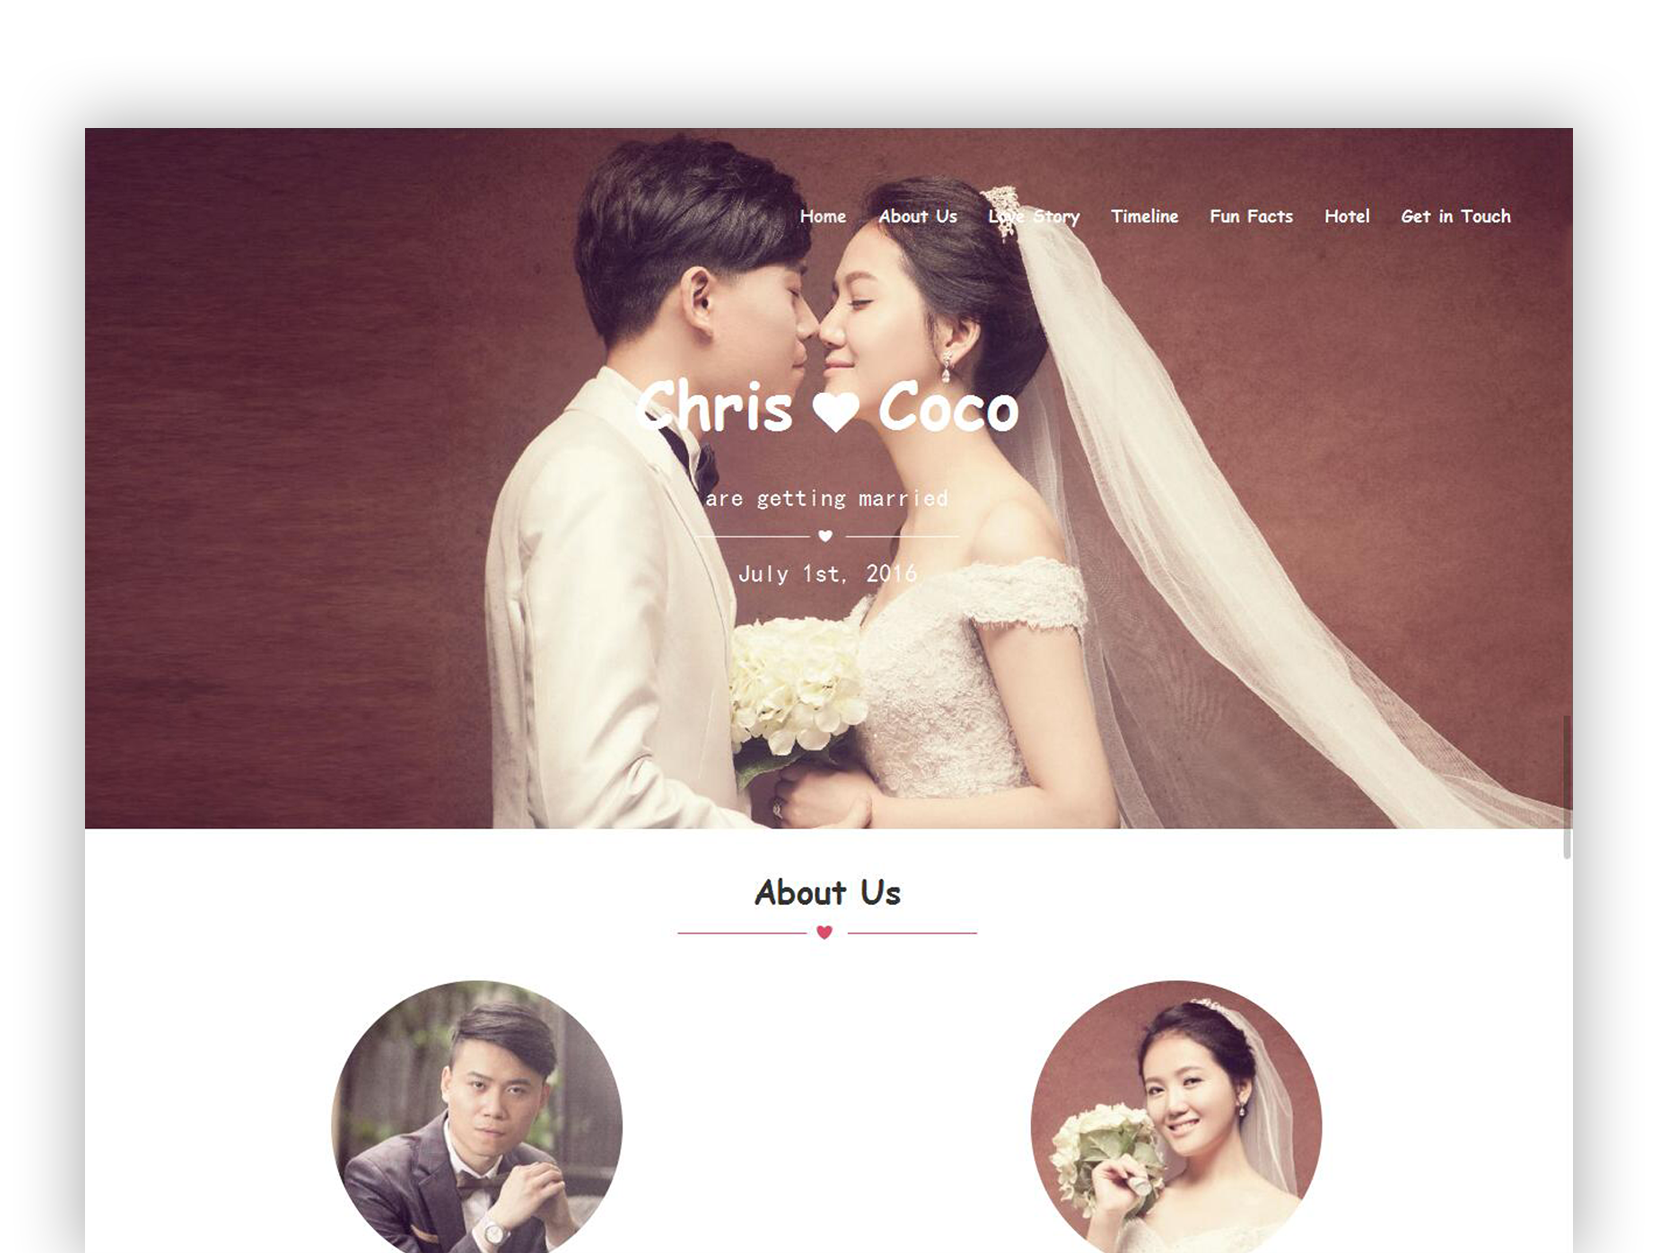 Home About Us Love Story Timeline Fun Facts Hotel Get in Touch
Chris ♥ Coco
are getting married
July 1st, 2016
About Us